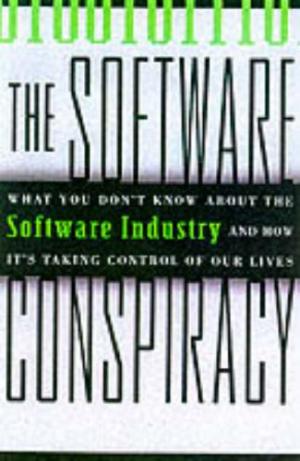 THE SOFTWARE
WHAT YOU DON'T KNOW ABOUT THE
Software Industry AND HOW
IT'S TAKING CONTROL OF OUR LIVES
CONSPIRACY